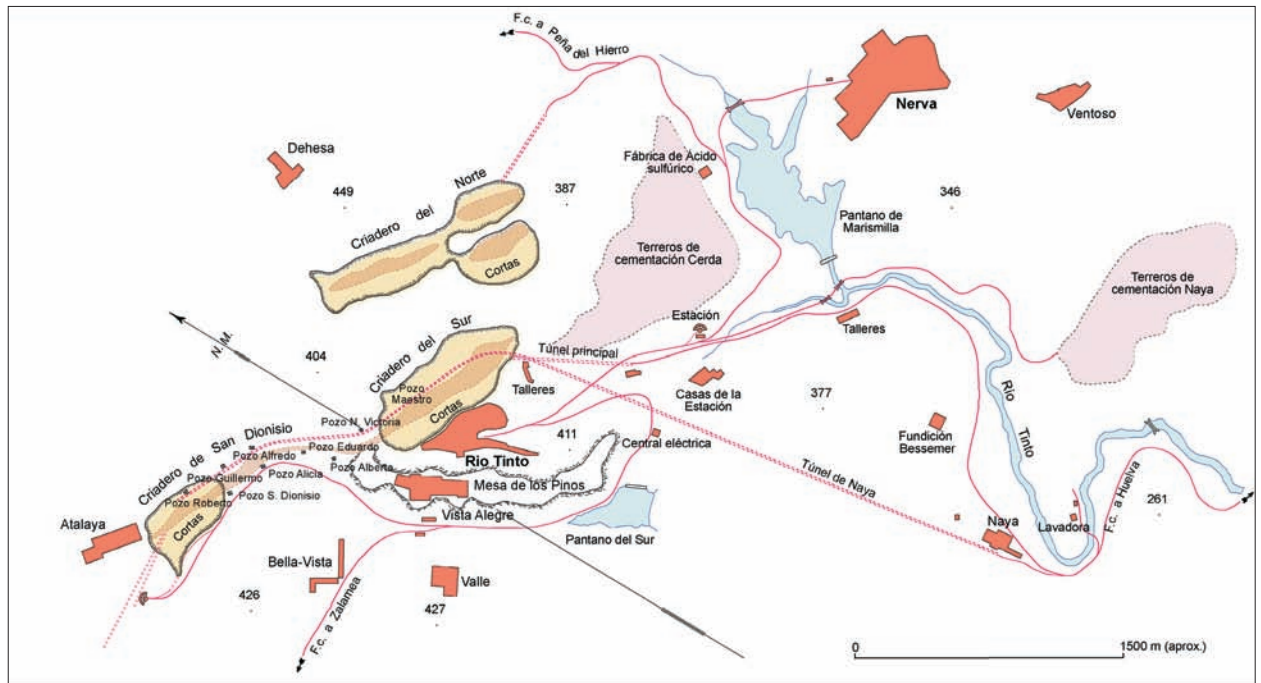 F.c. a Peña del Hierro
Nerva
Ventoso
Dehesa
449
Criadero del Norte
387
Fábrica de Ácido
sulfúrico
346
Pantano de
Marismilla
Cortas
Terreros de
cementación Cerda
Terreros de
cementación Naya
N. M.
404
Criadero del Sur
Estación
Túnel principal
Talleres
Pozo
Maestro
Cortas
Talleres
Casas de la
Estación
377
Río Tinto
Pozo N. Victoria
Criadero de San Dionisio
Pozo Eduardo
Pozo Alfredo
411
Central eléctrica
Fundición
Bessemer
Río Tinto
Pozo Alberta
Pozo Guillermo
Pozo Alicia
Túnel de Naya
Mesa de los Pinos
Pozo Roberto
Pozo S. Dionisio
F.c. a Huelva
261
Atalaya
Cortas
Vista Alegre
Naya
Lavadora
Pantano del Sur
Bella-Vista
Valle
426
427
F.c. a Zalamea
0
1500 m (aprox.)